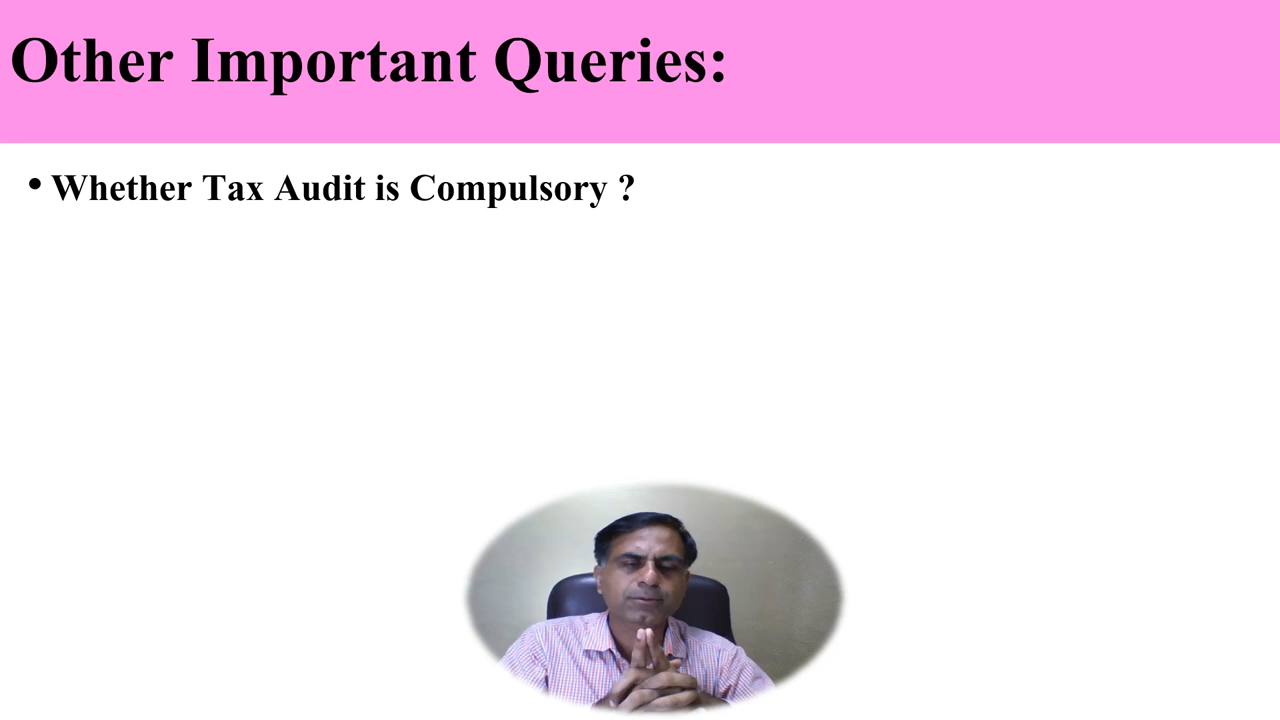 Other Important Queries:
• Whether Tax Audit is Compulsory ?